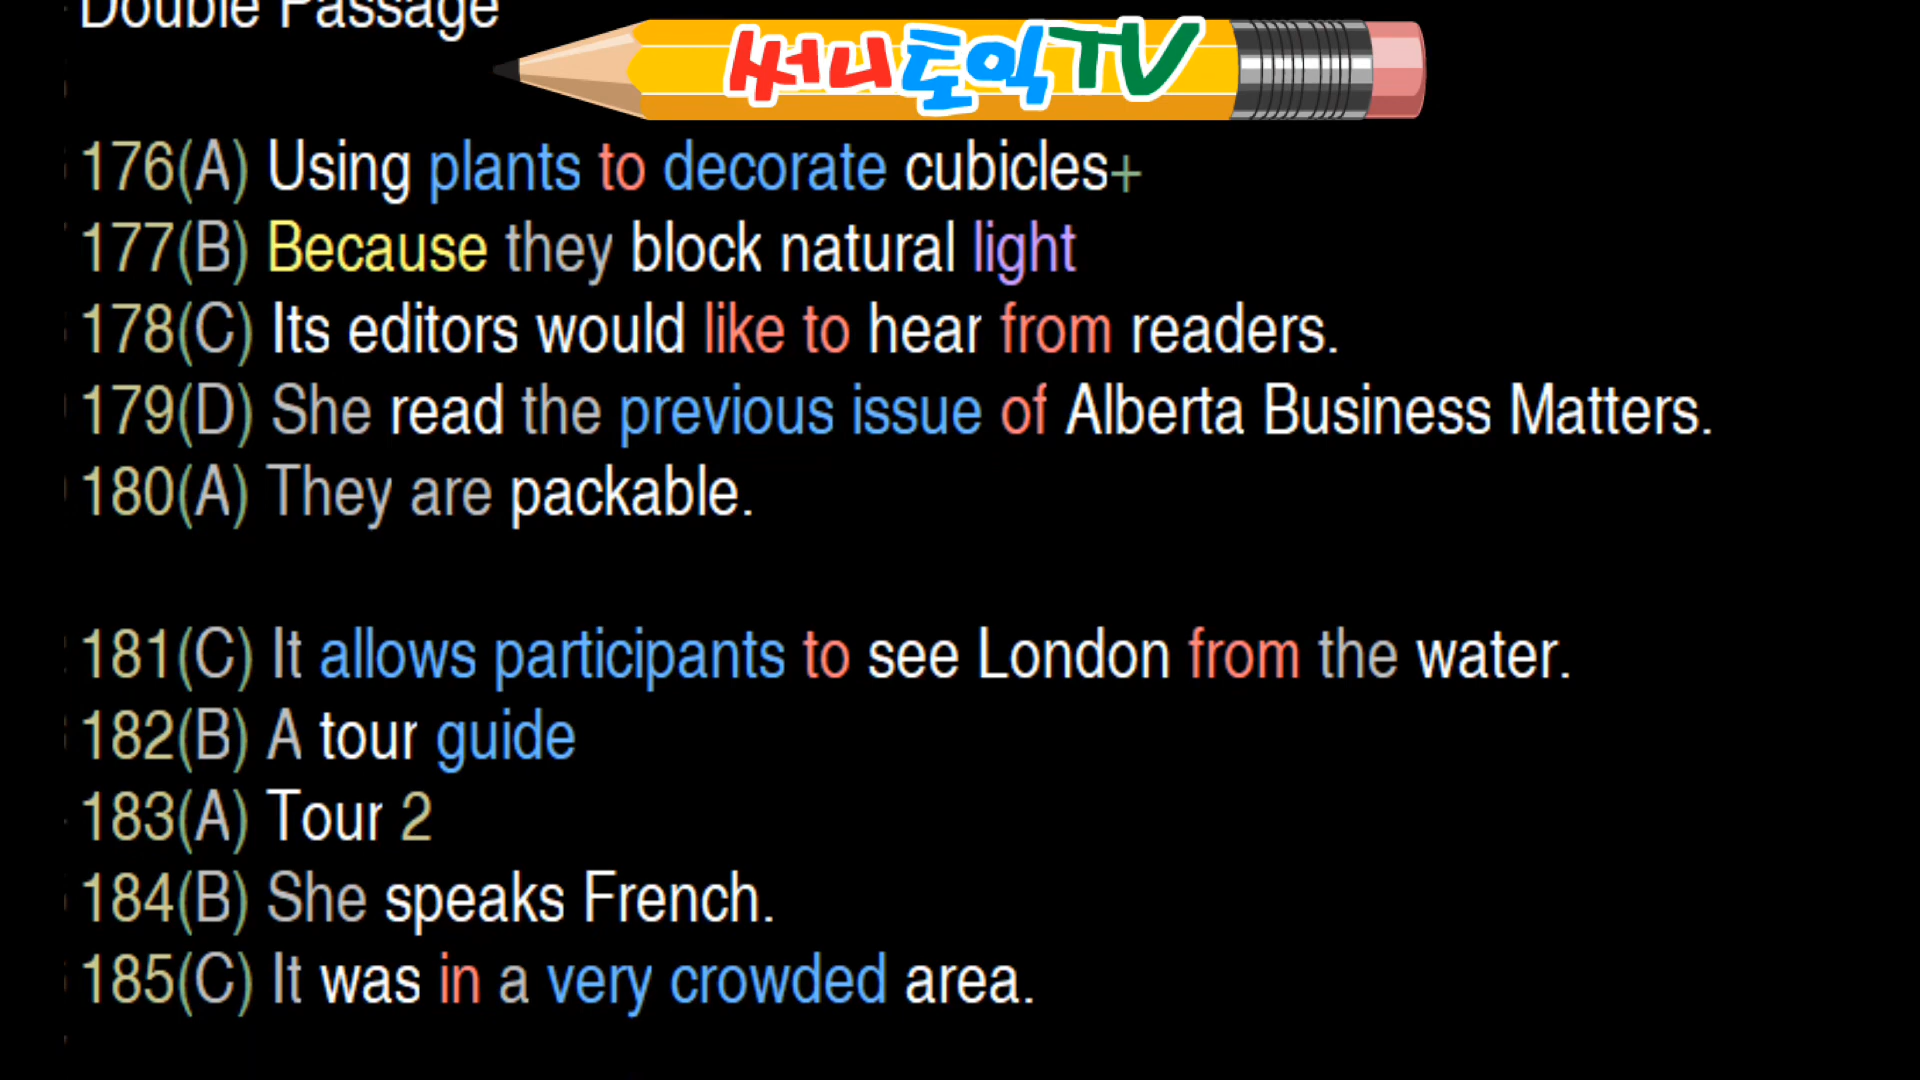 Double Passage
써니토익TV
176(A) Using plants to decorate cubicles+
177(B) Because they block natural light
178(C) Its editors would like to hear from readers.
179(D) She read the previous issue of Alberta Business Matters.
180(A) They are packable.
181(C) It allows participants to see London from the water.
182(B) A tour guide
183(A) Tour 2
184(B) She speaks French.
185(C) It was in a very crowded area.